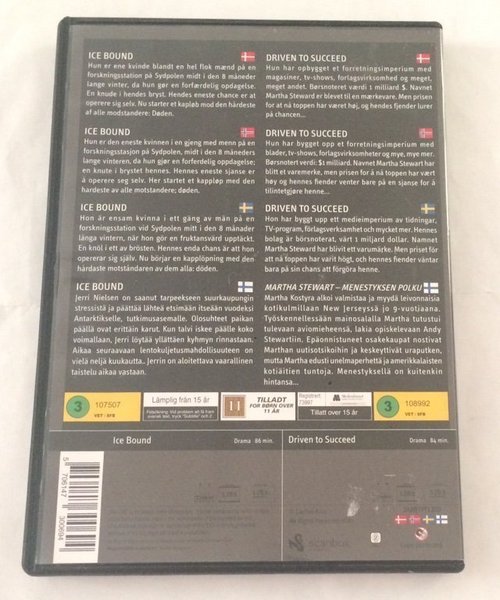 ICE BOUND
Hun er ene kvinde blandt en hel flok mænd på en
forskningsstation på Sydpolen midt i den 8 måneder
lange vinter, da hun gør en forfærdelig opdagelse.
En knude i hendes bryst. Hendes eneste chance er at
operere sig selv. Nu starter et kapløb mod den hårdeste
af alle modstandere: Døden.
ICE BOUND
Hun er den eneste kvinnen i en gjeng med menn på en
forskningsstasjon på Sydpolen, midt i den 8 måneders
lange vinteren, da hun gjør en forferdelig oppdagelse;
en knute i brystet hennes. Hennes eneste sjanse er
å operere seg selv. Her startet et kappløp med den
hardeste av alle motstandere; døden.
ICE BOUND
Hon är ensam kvinna i ett gäng av män på en
forskningsstation vid Sydpolen mitt i den 8 månader
långa vintern, när hon gör en fruktansvärd upptäckt.
En knöl i ett av brösten. Hennes enda chans är att hon
opererar sig själv. Nu börjar en kapplöpning med den
hårdaste motståndaren av dem alla: döden.
ICE BOUND
Jerri Nielsen on saanut tarpeekseen suurkaupungin
stressistä ja päättää lähteä etsimään itseään vuodeksi
Antarktikselle, tutkimusasemalle. Olosuhteet paikan
päällä ovat erittäin karut. Kun talvi iskee päälle koko
voimallaan, Jerri löytää yllättäen kyhmyn rinnastaan.
Aikaa seuraavaan lentokuljetusmahdollisuuteen on
vielä neljä kuukautta. Jerrin on aloitettava vaarallinen
taistelu aikaa vastaan.
DRIVEN TO SUCCEED
Hun har opbygget et forretningsimperium med
magasiner, tv-shows, forlagsvirksomhed og meget,
meget andet. Børsnoteret værdi 1 milliard $. Navnet
Martha Steward er blevet til en mærkevare. Men prisen
for at nå toppen har været høj, og hendes fjender lurer
på chancen...
DRIVEN TO SUCCEED
Hun har bygget opp et forretningsimperium med
blader, tv-shows, forlagsvirksomheter og mye, mye mer.
Børsnotert verdi: $1 milliard. Navnet Martha Stewart har
blitt et varemerke, men prisen for å nå toppen har vært
høy og hennes fiender venter bare på en sjanse for å
tilintetgjøre henne...
DRIVEN TO SUCCEED
Hon har byggt upp ett medieimperium av tidningar,
TV-program, förlagsverksamhet och mycket mer. Hennes
bolag är börsnoterat, värt 1 miljard dollar. Namnet
Martha Stewart har blivit ett varumärke. Men priset för
att nå toppen har varit högt, och hennes fiender väntar
bara på sin chans att förgöra henne.
MARTHA STEWART – MENESTYKSEN POLKU
Martha Kostyra alkoi valmistaa ja myydä leivonnaisia
kotikulmillaan New Jerseyssä jo 9-vuotiaana.
Työskennellessään mainosalalla Martha tutustui
tulevaan aviomieheensä, lakia opiskelevaan Andy
Stewartiin. Epäonnistuneet osakekaupat nostivat
Marthan uutisotsikoihin ja keskeyttivät uraputken,
mutta Martha edusti unelmaperhettä ja amerikkalaisten
kotiäitien tuntoja. Menestyksellä on kuitenkin
hintansa...
3
107507
VET · SFB
Lämplig från 15 år
11
TILLADT
FOR BØRN OVER
11 ÅR
Registrert
73997
Tillatt over 15 år
3
108992
VET · SFB
Ice Bound
Drama 86 min.
Driven to Succeed
Drama 84 min.
5 706147 300694
scanbox